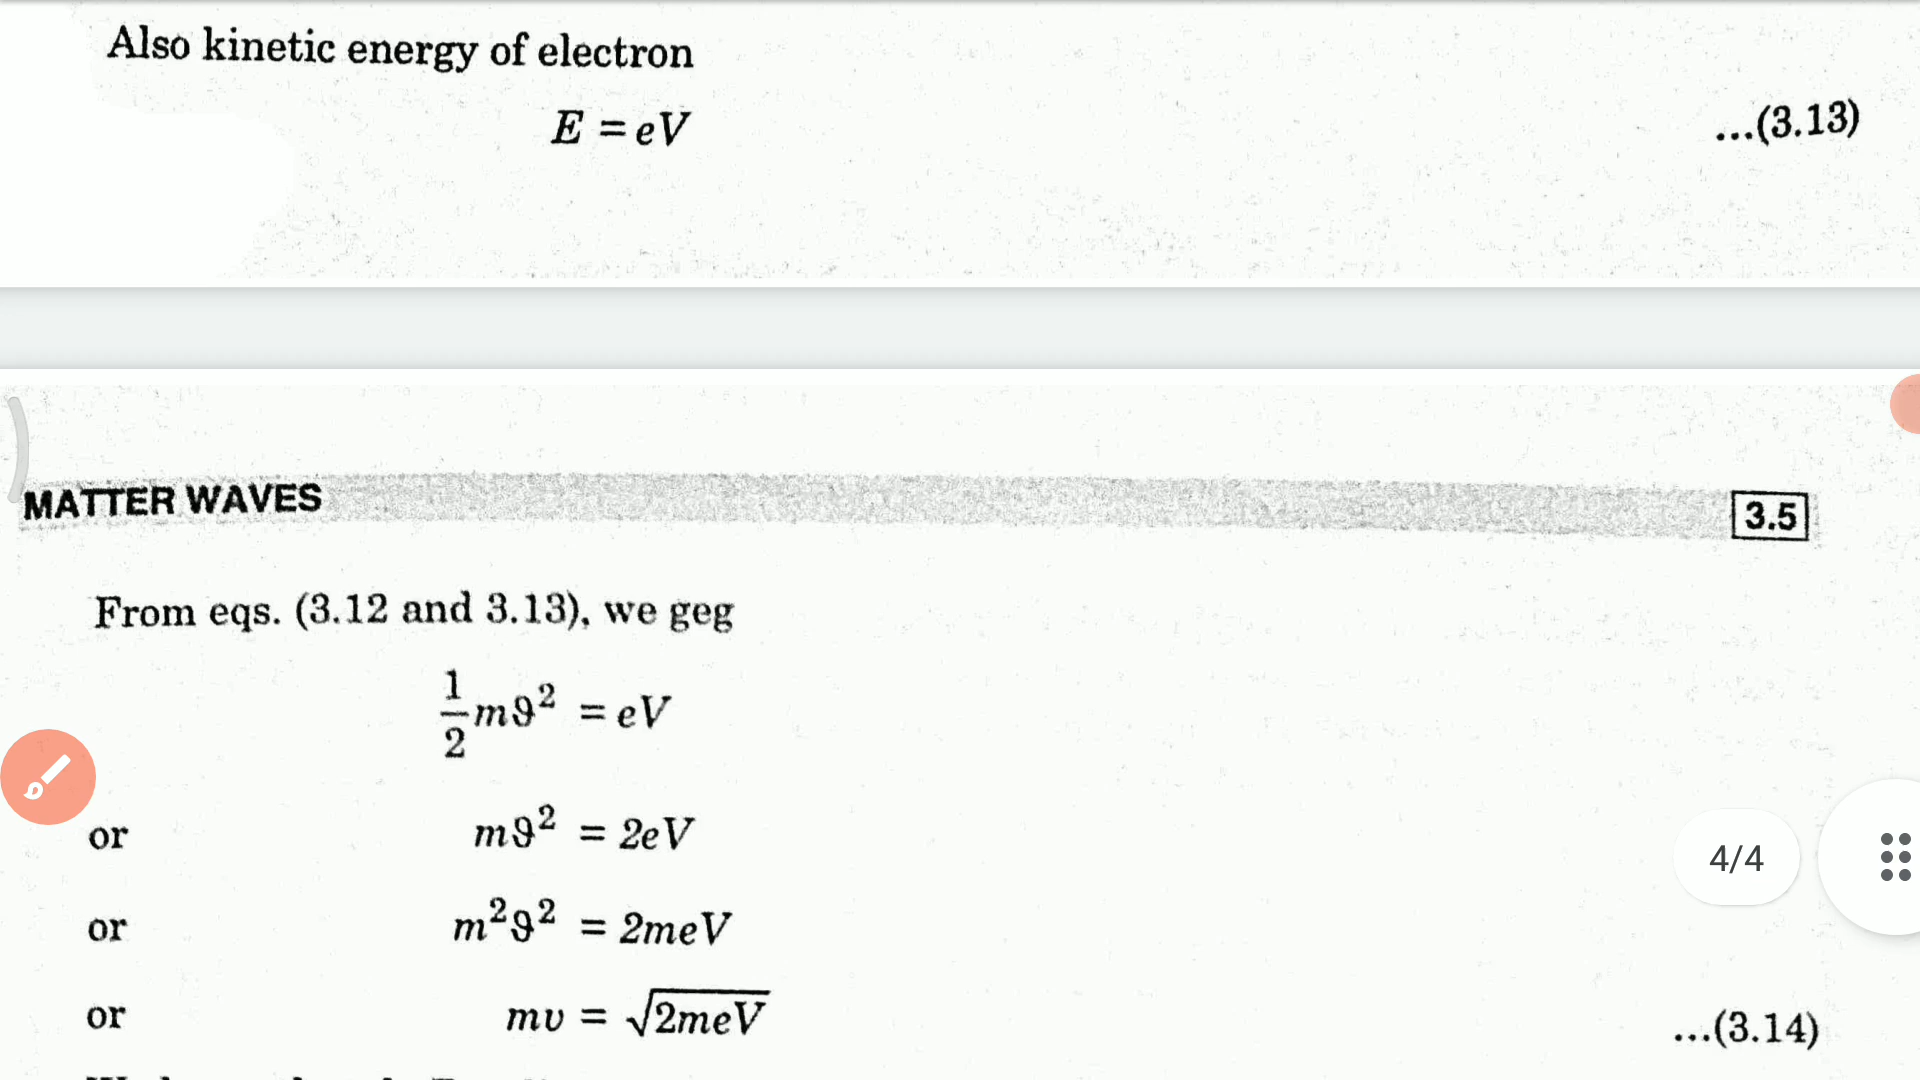 Also kinetic energy of electron
E = eV ...(3.13)
MATTER WAVES 3.5
From eqs. (3.12 and 3.13), we geg
1/2 mϑ² = eV
or mϑ² = 2eV
4/4
or m²ϑ² = 2meV
or mv = √2meV ...(3.14)